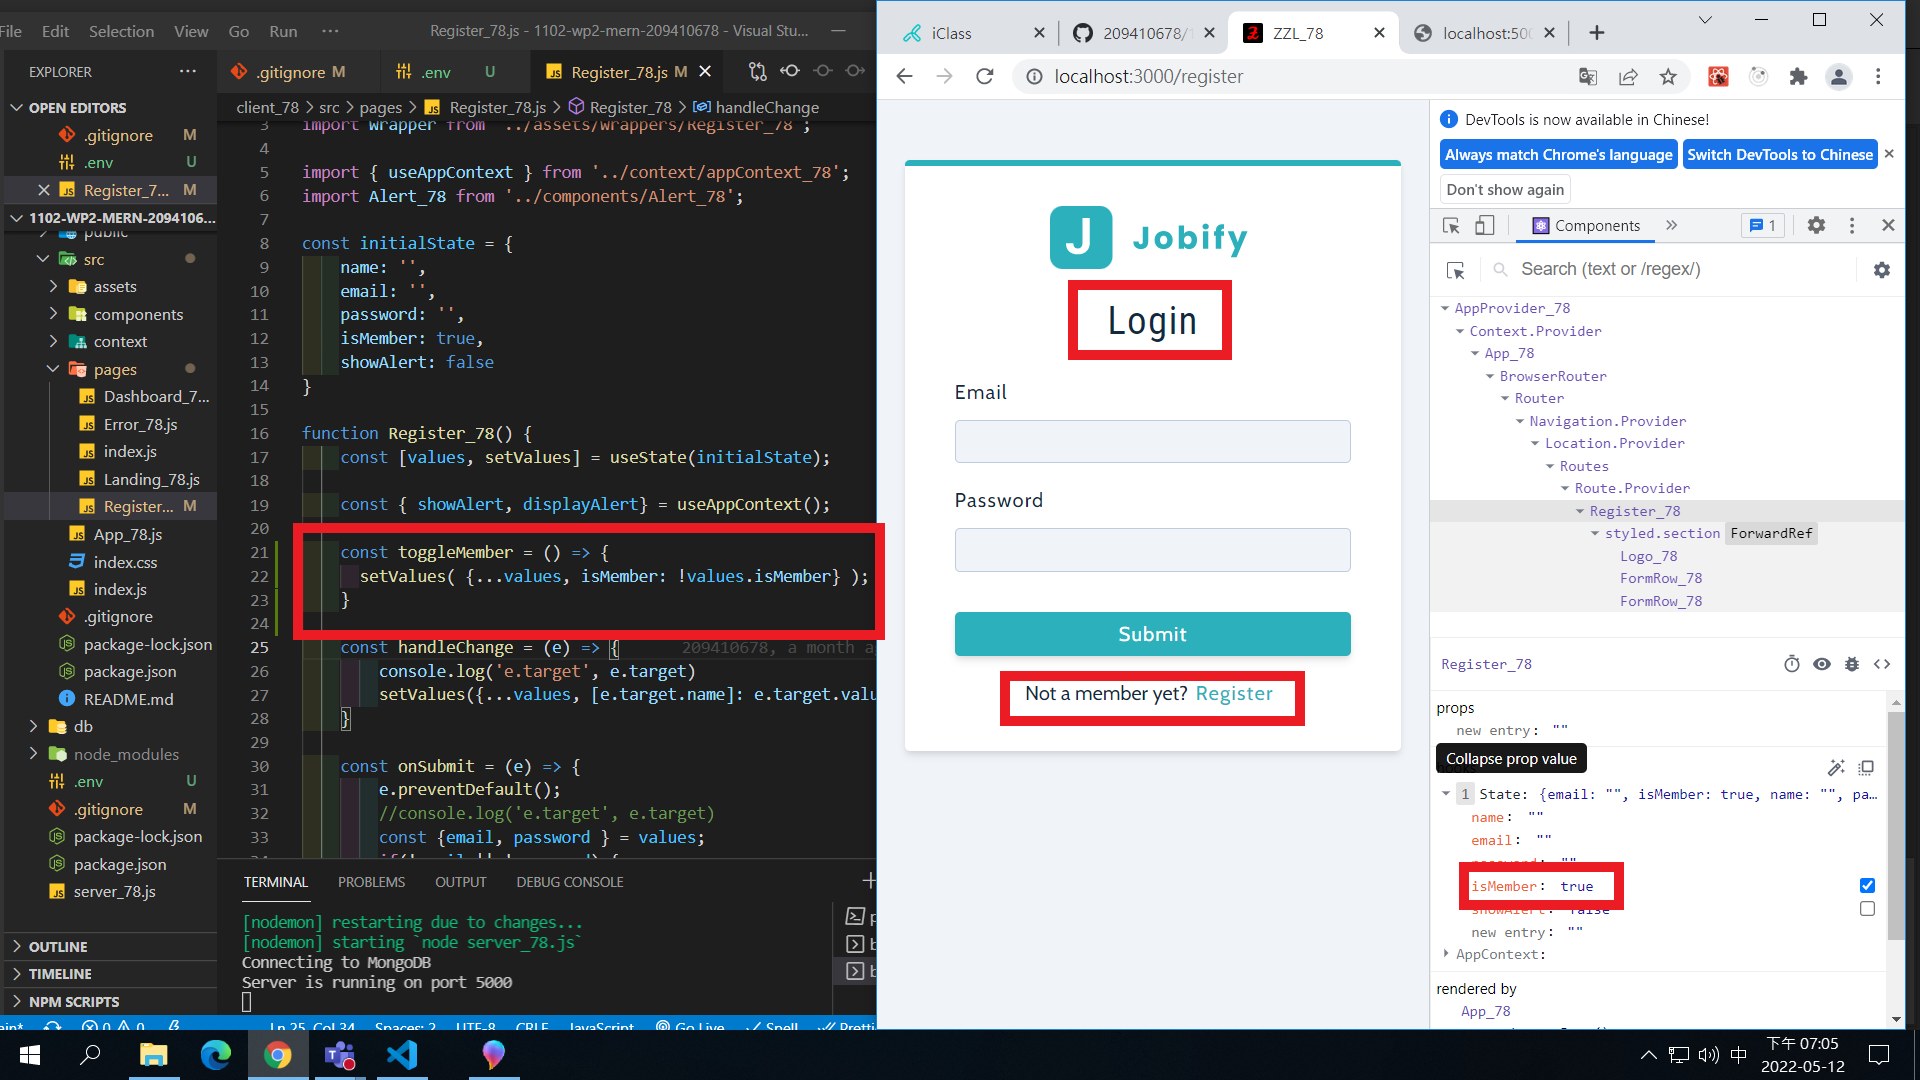 File Edit Selection View Go Run ··· Register_78.js - 1102-wp2-mern-209410678 - Visual Stu...
EXPLORER ···
OPEN EDITORS
.gitignore M
.env U
Register_7... M
1102-WP2-MERN-2094106...
public
src
assets
components
context
pages
Dashboard_7...
Error_78.js
index.js
Landing_78.js
Register... M
App_78.js
index.css
index.js
.gitignore
package-lock.json
package.json
README.md
db
node_modules
.env U
.gitignore M
package-lock.json
package.json
server_78.js
OUTLINE
TIMELINE
NPM SCRIPTS
.gitignore M .env U Register_78.js M
client_78 > src > pages > Register_78.js > Register_78 > handleChange
3 import Wrapper from '../assets/wrappers/Register_78';
4
5 import { useAppContext } from '../context/appContext_78';
6 import Alert_78 from '../components/Alert_78';
7
8 const initialState = {
9 name: '',
10 email: '',
11 password: '',
12 isMember: true,
13 showAlert: false
14 }
15
16 function Register_78() {
17 const [values, setValues] = useState(initialState);
18
19 const { showAlert, displayAlert} = useAppContext();
20
21 const toggleMember = () => {
22 setValues( {...values, isMember: !values.isMember} );
23 }
24
25 const handleChange = (e) => { 209410678, a month a
26 console.log('e.target', e.target)
27 setValues({...values, [e.target.name]: e.target.valu
28 }
29
30 const onSubmit = (e) => {
31 e.preventDefault();
32 //console.log('e.target', e.target)
33 const {email, password } = values;
TERMINAL PROBLEMS OUTPUT DEBUG CONSOLE
[nodemon] restarting due to changes...
[nodemon] starting `node server_78.js`
Connecting to MongoDB
Server is running on port 5000
Ln 25, Col 34 Spaces: 2 UTF-8 CRLF JavaScript Go Live Spell Pretti
iClass 209410678/1 ZZL_78 localhost:500
localhost:3000/register
J Jobify
Login
Email
Password
Submit
Not a member yet? Register
DevTools is now available in Chinese!
Always match Chrome's language Switch DevTools to Chinese
Don't show again
Components 1
Search (text or /regex/)
AppProvider_78
Context.Provider
App_78
BrowserRouter
Router
Navigation.Provider
Location.Provider
Routes
Route.Provider
Register_78
styled.section ForwardRef
Logo_78
FormRow_78
FormRow_78
Register_78
props
new entry: ""
Collapse prop value
1 State: {email: "", isMember: true, name: "", pa...
name: ""
email: ""
password: ""
isMember: true
showAlert: false
new entry: ""
AppContext:
rendered by
App_78
中 下午 07:05
2022-05-12